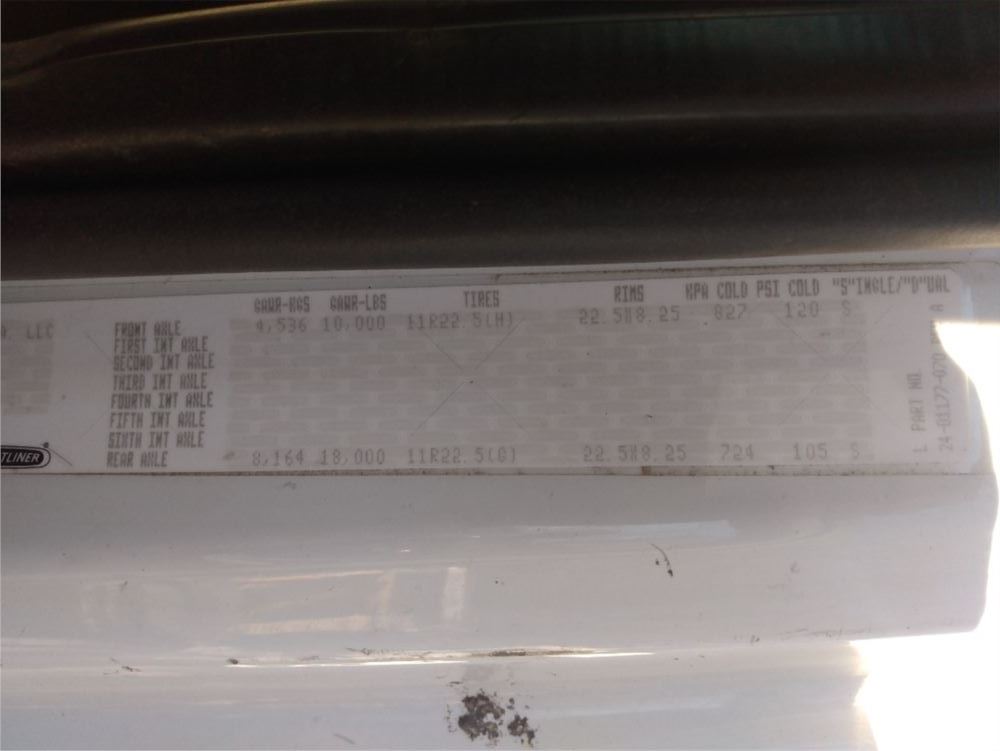 GAWR-KGS GAWR-LBS TIRES RIMS KPA COLD PSI COLD "S"INGLE/"D"UAL
LLC
FRONT AXLE 4,536 10,000 11R22.5(H) 22.5X8.25 827 120 S
FIRST INT AXLE
SECOND INT AXLE
THIRD INT AXLE
FOURTH INT AXLE
FIFTH INT AXLE
SIXTH INT AXLE
REAR AXLE 8,164 18,000 11R22.5(G) 22.5X8.25 724 105 S
TLINER
PART NO.